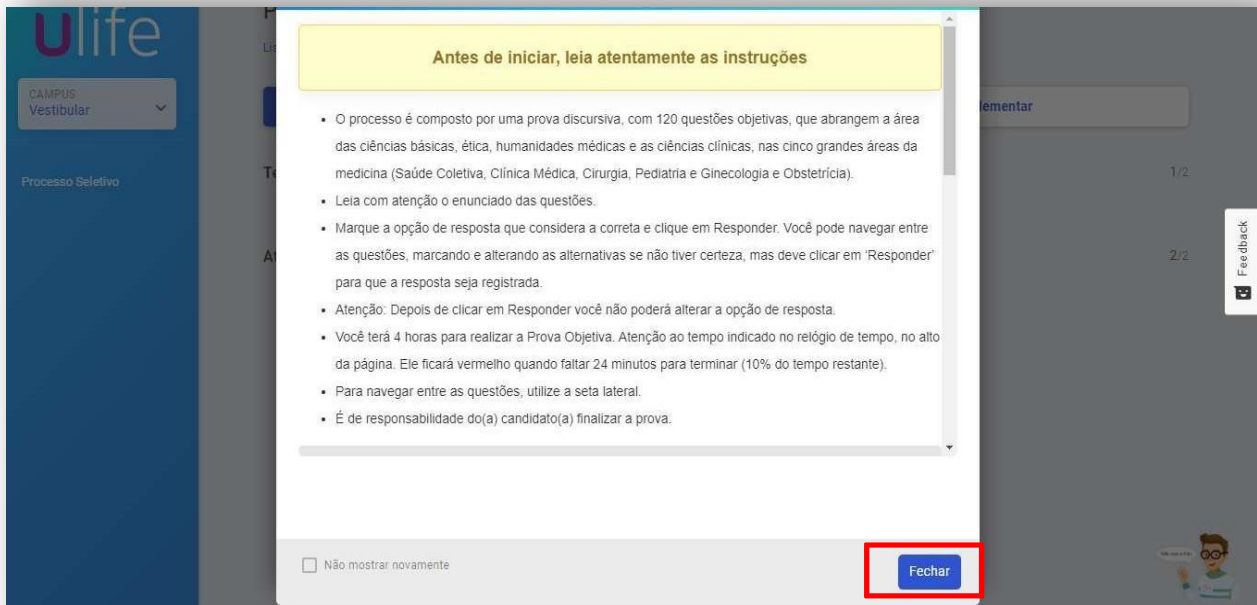 Ulife
CAMPUS
Vestibular
Processo Seletivo
Antes de iniciar, leia atentamente as instruções
• O processo é composto por uma prova discursiva, com 120 questões objetivas, que abrangem a área
das ciências básicas, ética, humanidades médicas e as ciências clínicas, nas cinco grandes áreas da
medicina (Saúde Coletiva, Clínica Médica, Cirurgia, Pediatria e Ginecologia e Obstetrícia).
• Leia com atenção o enunciado das questões.
• Marque a opção de resposta que considera a correta e clique em Responder. Você pode navegar entre
as questões, marcando e alterando as alternativas se não tiver certeza, mas deve clicar em 'Responder'
para que a resposta seja registrada.
• Atenção: Depois de clicar em Responder você não poderá alterar a opção de resposta.
• Você terá 4 horas para realizar a Prova Objetiva. Atenção ao tempo indicado no relógio de tempo, no alto
da página. Ele ficará vermelho quando faltar 24 minutos para terminar (10% do tempo restante).
• Para navegar entre as questões, utilize a seta lateral.
• É de responsabilidade do(a) candidato(a) finalizar a prova.
Não mostrar novamente
Fechar
lementar
1/2
2/2
Feedback